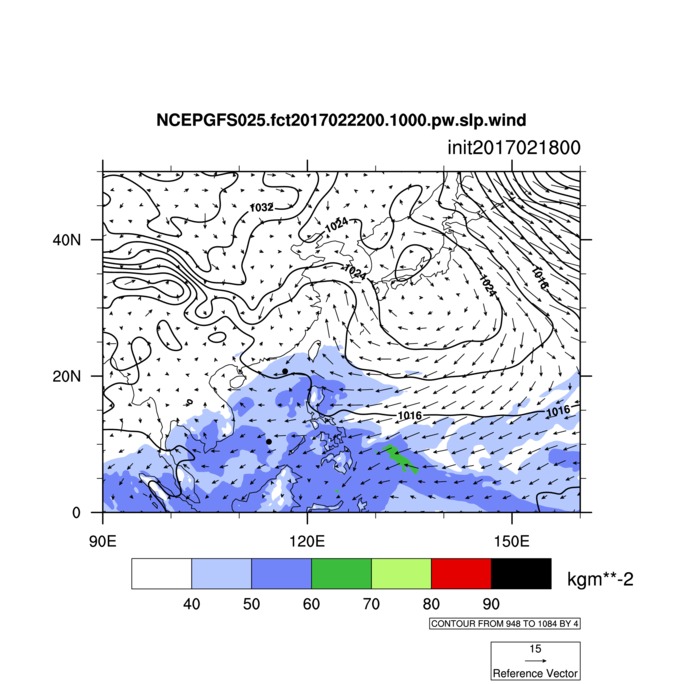 NCEPGFS025.fct2017022200.1000.pw.slp.wind
init2017021800
1032
1024
1024
1024
1016
1016
1016
40N
20N
0
90E 120E 150E
40 50 60 70 80 90
kgm**-2
CONTOUR FROM 948 TO 1084 BY 4
15
Reference Vector